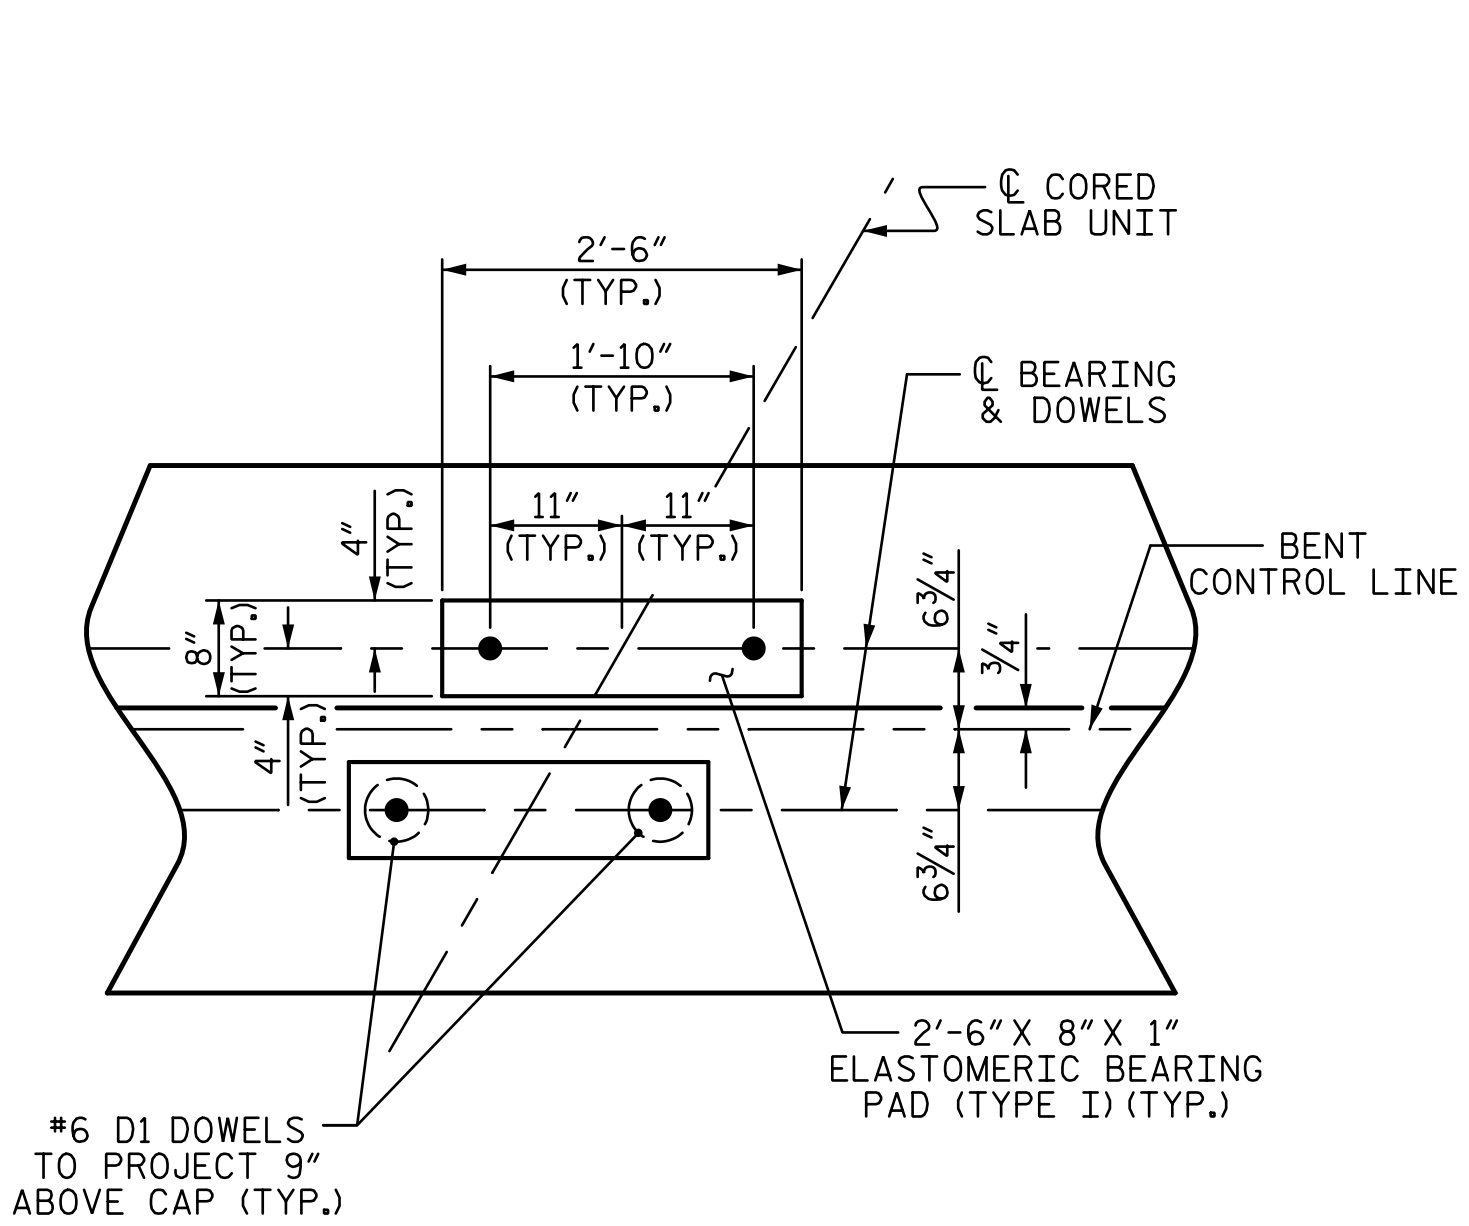 ℄ CORED
SLAB UNIT
2'-6"
(TYP.)
1'-10"
(TYP.)
℄ BEARING
& DOWELS
11"
(TYP.)
11"
(TYP.)
4"
(TYP.)
8"
(TYP.)
4"
(TYP.)
6¾"
¾"
6¾"
BENT
CONTROL LINE
2'-6" X 8" X 1"
ELASTOMERIC BEARING
PAD (TYPE I)(TYP.)
#6 D1 DOWELS
TO PROJECT 9"
ABOVE CAP (TYP.)